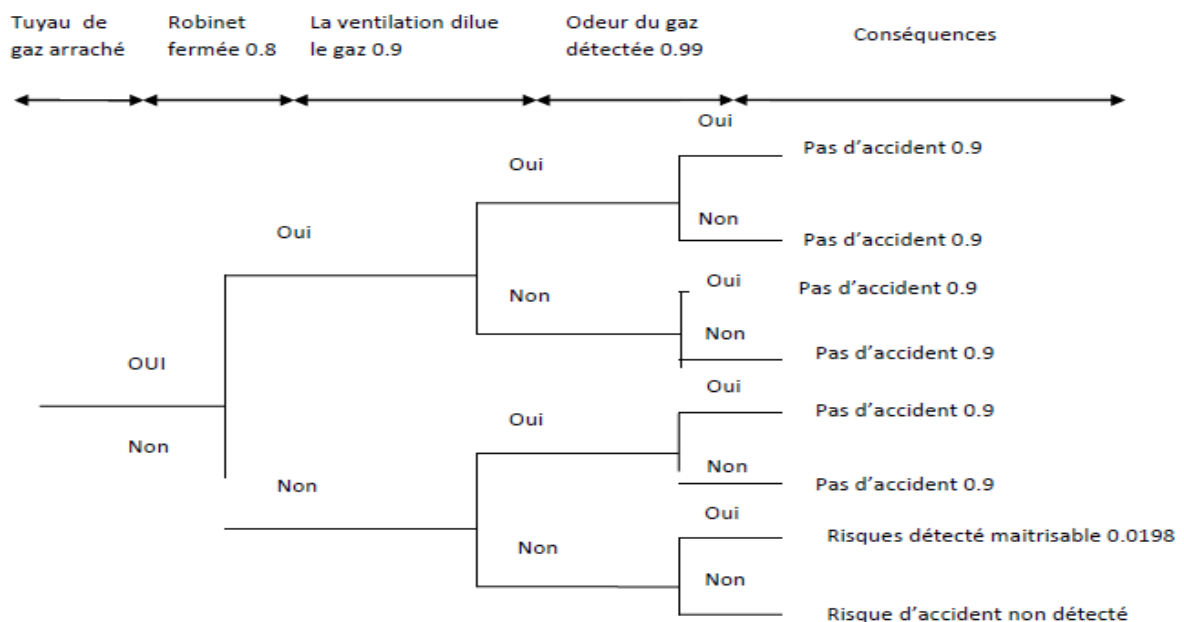 Tuyau de
gaz arraché
Robinet
fermée 0.8
La ventilation dilue
le gaz 0.9
Odeur du gaz
détectée 0.99
Conséquences
Oui
Oui
Pas d'accident 0.9
Oui
Non
Pas d'accident 0.9
Non
Oui
Pas d'accident 0.9
Non
Pas d'accident 0.9
OUI
Oui
Oui
Pas d'accident 0.9
Non
Non
Non
Pas d'accident 0.9
Oui
Risques détecté maitrisable 0.0198
Non
Non
Risque d'accident non détecté